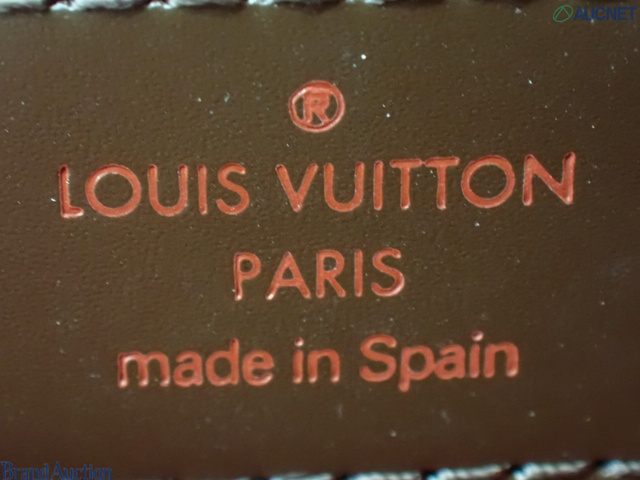 AUCNET
®
LOUIS VUITTON
PARIS
made in Spain
Brand Auction